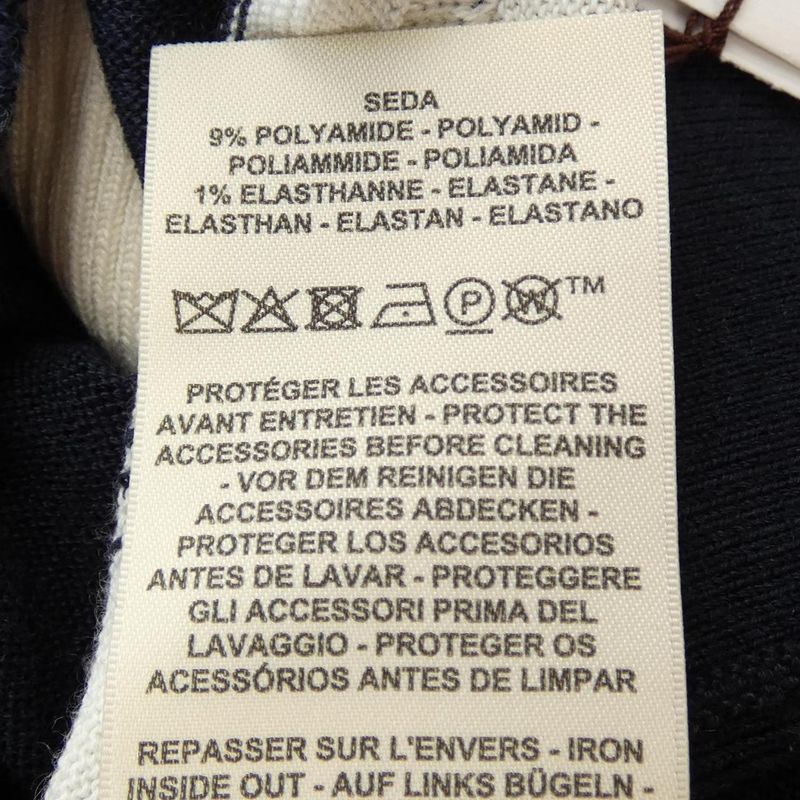 SEDA
9% POLYAMIDE - POLYAMID -
POLIAMMIDE - POLIAMIDA
1% ELASTHANNE - ELASTANE -
ELASTHAN - ELASTAN - ELASTANO
P W TM
PROTÉGER LES ACCESSOIRES
AVANT ENTRETIEN - PROTECT THE
ACCESSORIES BEFORE CLEANING
- VOR DEM REINIGEN DIE
ACCESSOIRES ABDECKEN -
PROTEGER LOS ACCESORIOS
ANTES DE LAVAR - PROTEGGERE
GLI ACCESSORI PRIMA DEL
LAVAGGIO - PROTEGER OS
ACESSÓRIOS ANTES DE LIMPAR
REPASSER SUR L'ENVERS - IRON
INSIDE OUT - AUF LINKS BÜGELN -